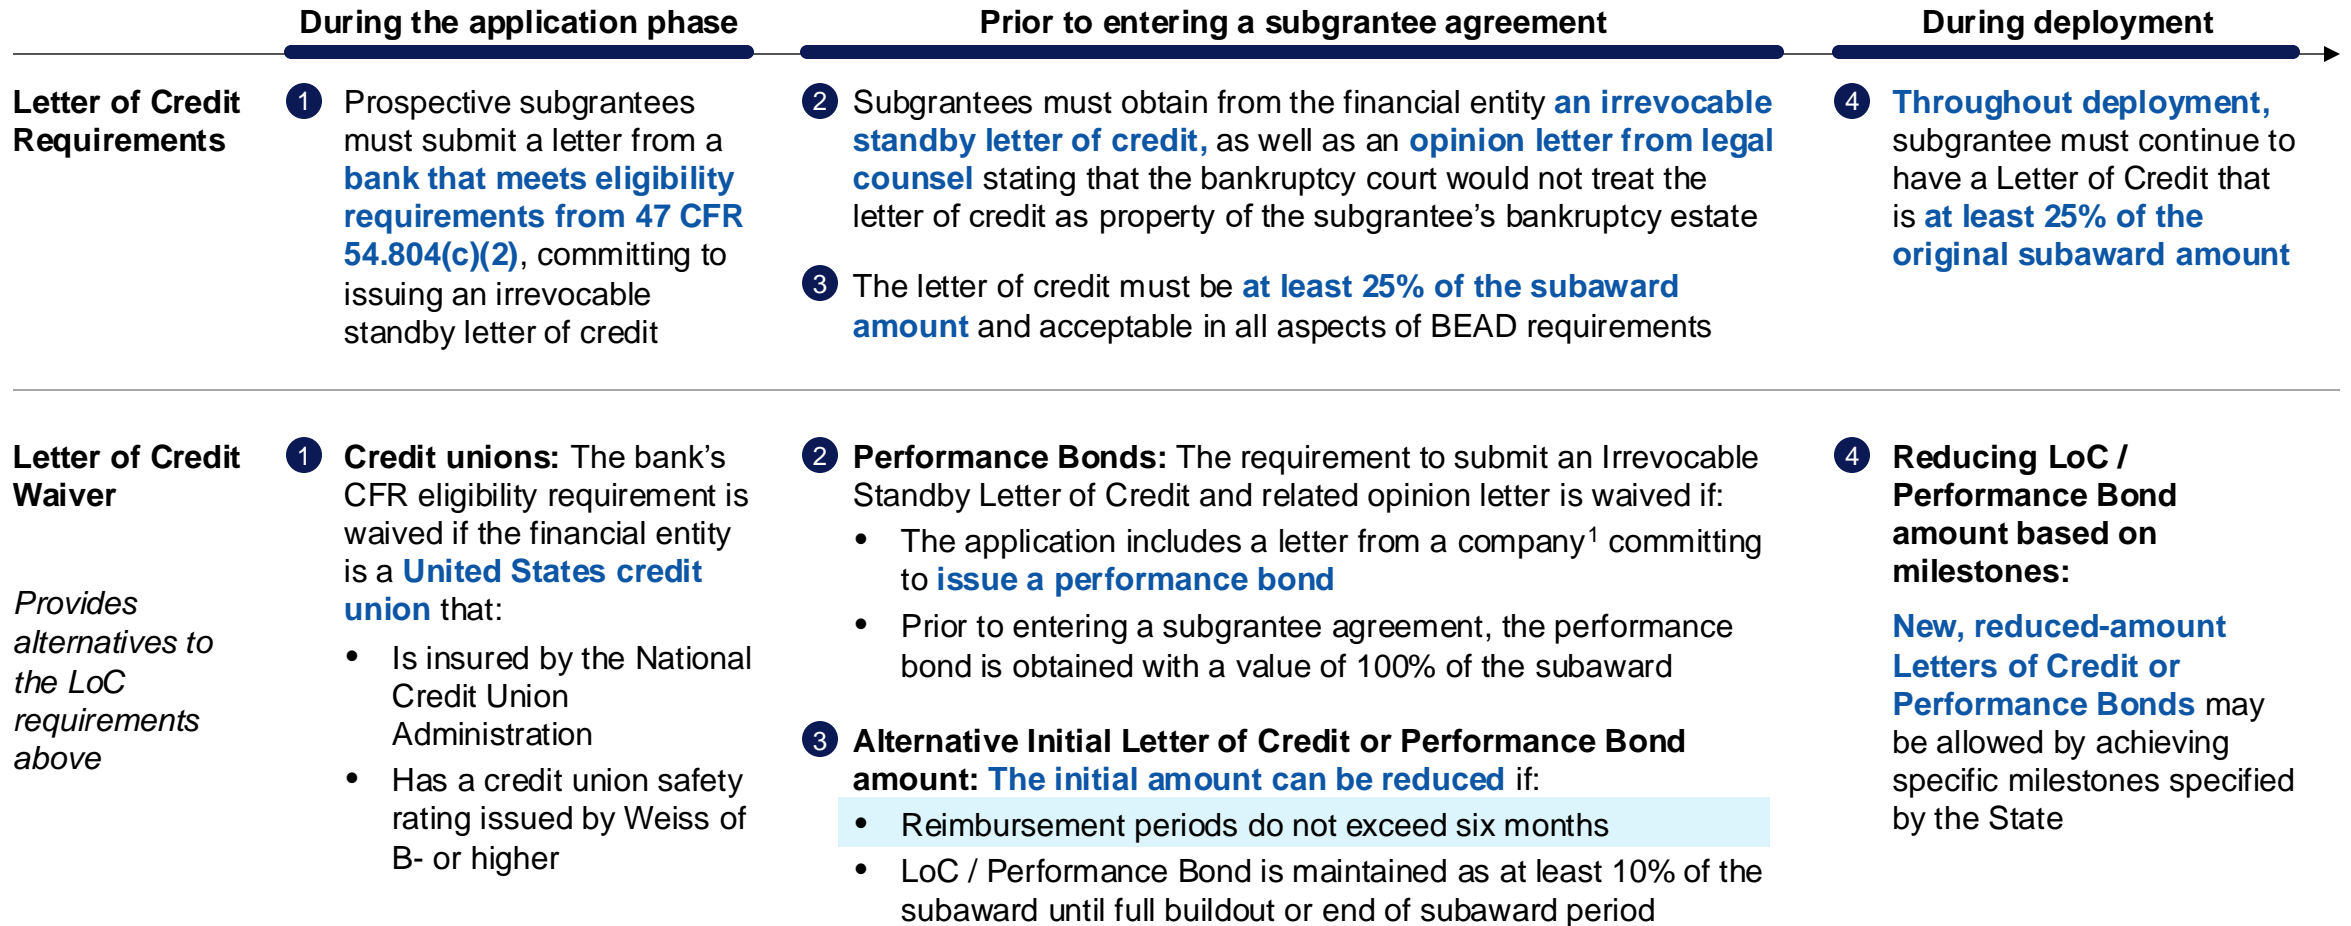 During the application phase
Prior to entering a subgrantee agreement
During deployment
Letter of Credit
Requirements
1 Prospective subgrantees
must submit a letter from a
bank that meets eligibility
requirements from 47 CFR
54.804(c)(2), committing to
issuing an irrevocable
standby letter of credit
2 Subgrantees must obtain from the financial entity an irrevocable
standby letter of credit, as well as an opinion letter from legal
counsel stating that the bankruptcy court would not treat the
letter of credit as property of the subgrantee’s bankruptcy estate
3 The letter of credit must be at least 25% of the subaward
amount and acceptable in all aspects of BEAD requirements
4 Throughout deployment,
subgrantee must continue to
have a Letter of Credit that
is at least 25% of the
original subaward amount
Letter of Credit
Waiver
Provides
alternatives to
the LoC
requirements
above
1 Credit unions: The bank’s
CFR eligibility requirement is
waived if the financial entity
is a United States credit
union that:
• Is insured by the National
Credit Union
Administration
• Has a credit union safety
rating issued by Weiss of
B- or higher
2 Performance Bonds: The requirement to submit an Irrevocable
Standby Letter of Credit and related opinion letter is waived if:
• The application includes a letter from a company¹ committing
to issue a performance bond
• Prior to entering a subgrantee agreement, the performance
bond is obtained with a value of 100% of the subaward
3 Alternative Initial Letter of Credit or Performance Bond
amount: The initial amount can be reduced if:
• Reimbursement periods do not exceed six months
• LoC / Performance Bond is maintained as at least 10% of the
subaward until full buildout or end of subaward period
4 Reducing LoC /
Performance Bond
amount based on
milestones:
New, reduced-amount
Letters of Credit or
Performance Bonds may
be allowed by achieving
specific milestones specified
by the State